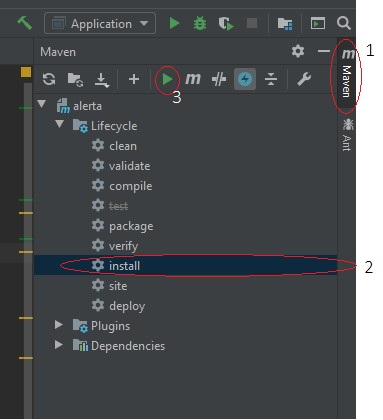 Application
1
Maven
m
Maven
m
3
Ant
alerta
Lifecycle
clean
validate
compile
test
package
verify
install
2
site
deploy
Plugins
Dependencies